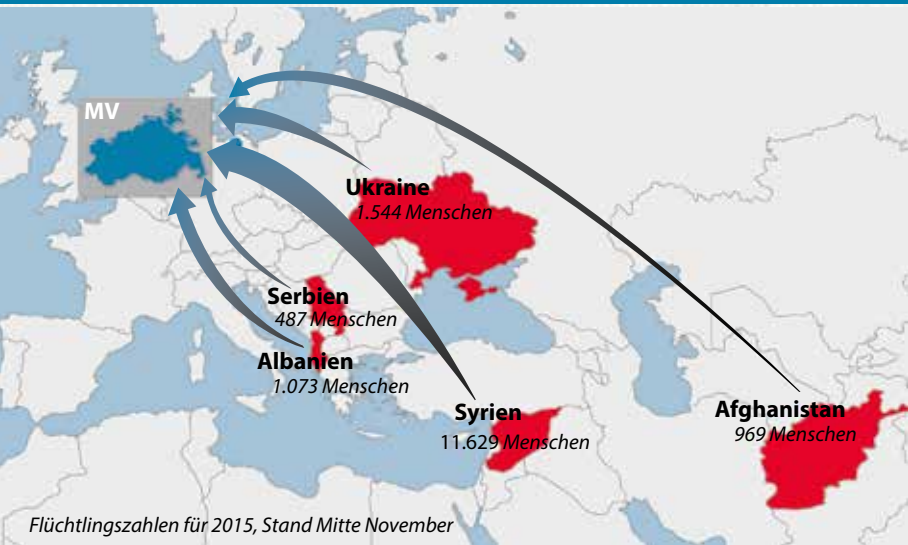 MV
Ukraine
1.544 Menschen
Serbien
487 Menschen
Albanien
1.073 Menschen
Syrien
11.629 Menschen
Afghanistan
969 Menschen
Flüchtlingszahlen für 2015, Stand Mitte November